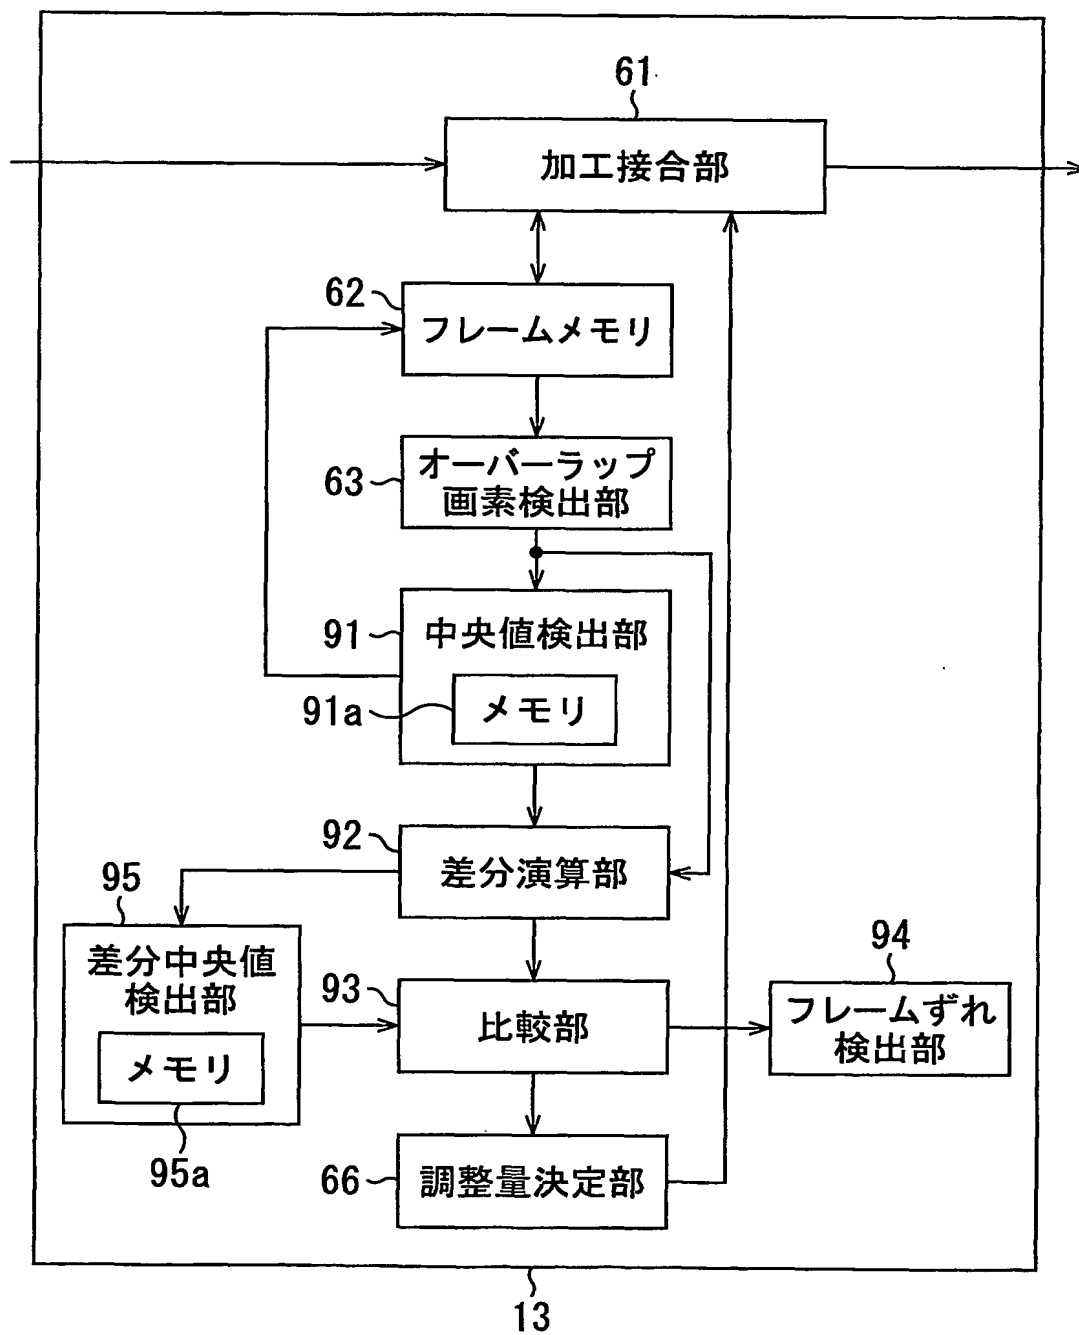 61
加工接合部
62
フレームメモリ
63
オーバーラップ
画素検出部
91
中央値検出部
91a
メモリ
92
差分演算部
95
差分中央値
検出部
メモリ
95a
93
比較部
94
フレームずれ
検出部
66
調整量決定部
13